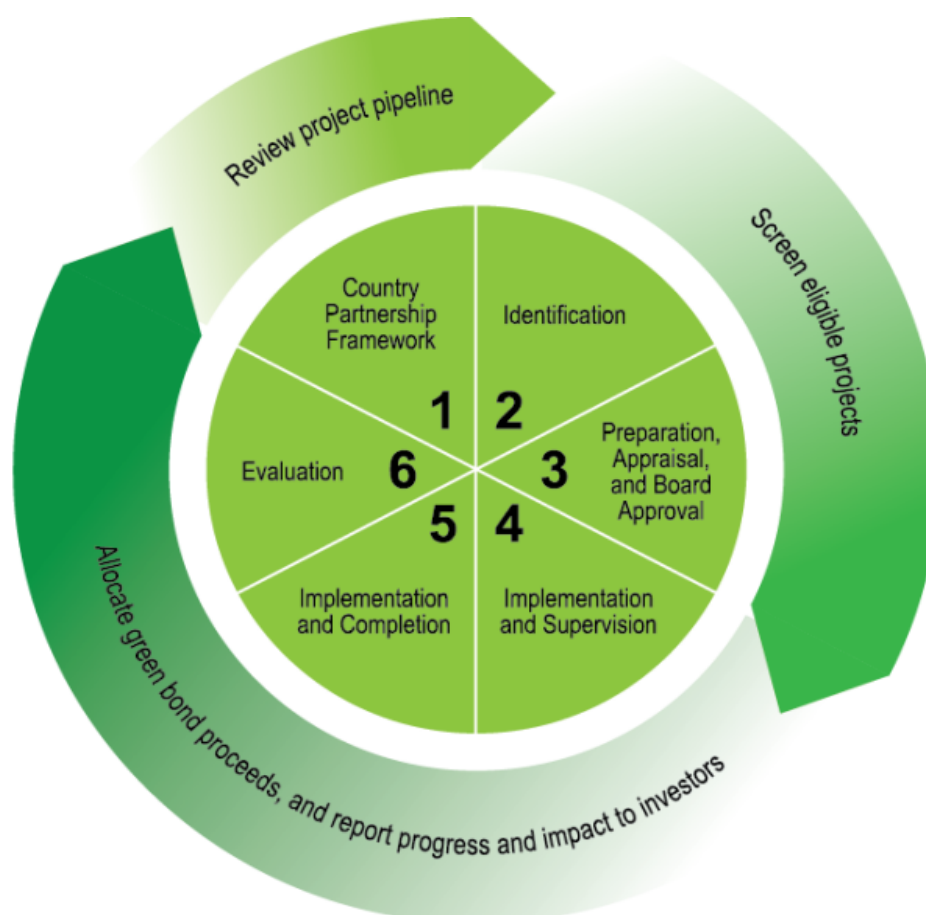 Review project pipeline
Screen eligible projects
Allocate green bond proceeds, and report progress and impact to investors
Country
Partnership
Framework
1
Identification
2
Preparation,
Appraisal,
and Board
Approval
3
Implementation
and Supervision
4
Implementation
and Completion
5
Evaluation
6